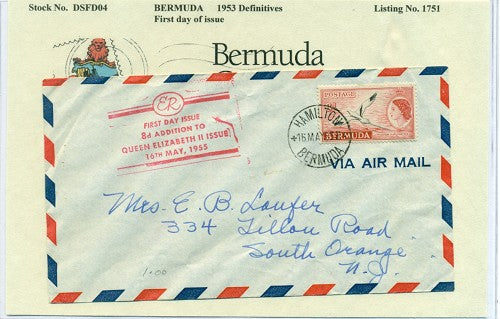 Stock No. DSFD04 BERMUDA 1953 Definitives Listing No. 1751
First day of issue
Bermuda
ER
FIRST DAY ISSUE
8d ADDITION TO
QUEEN ELIZABETH II ISSUE
16TH MAY, 1955
POSTAGE
BERMUDA
HAMILTON
16 MA
BERMUDA
VIA AIR MAIL
Mrs. E. B. Laufer
334 Tillou Road
South Orange
N.J.
1.00